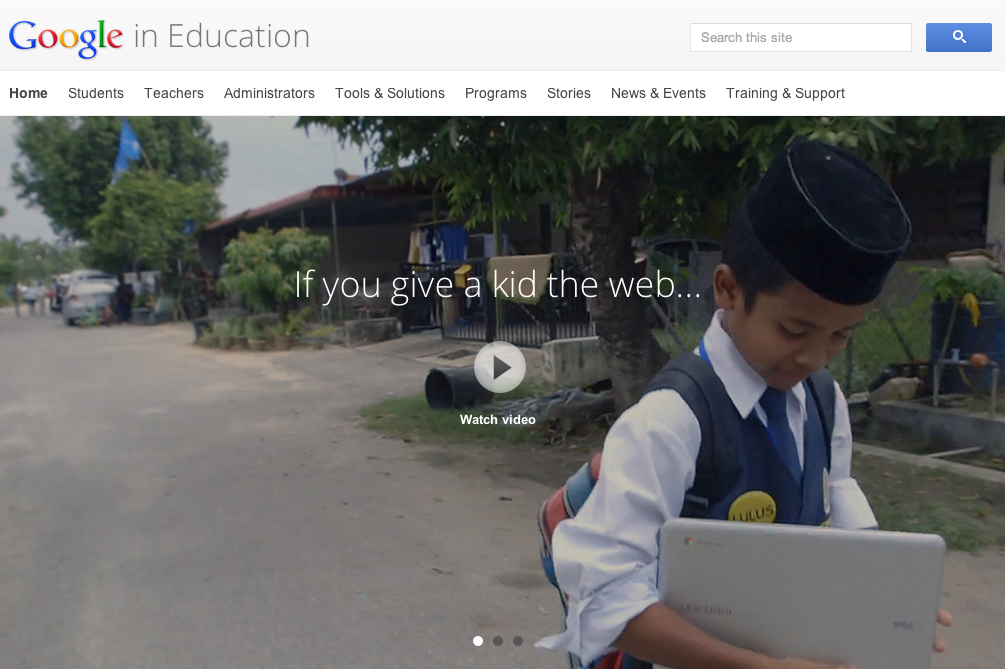 Google in Education
Search this site
Home Students Teachers Administrators Tools & Solutions Programs Stories News & Events Training & Support
If you give a kid the web...
Watch video
LULUS
SAMSUNG